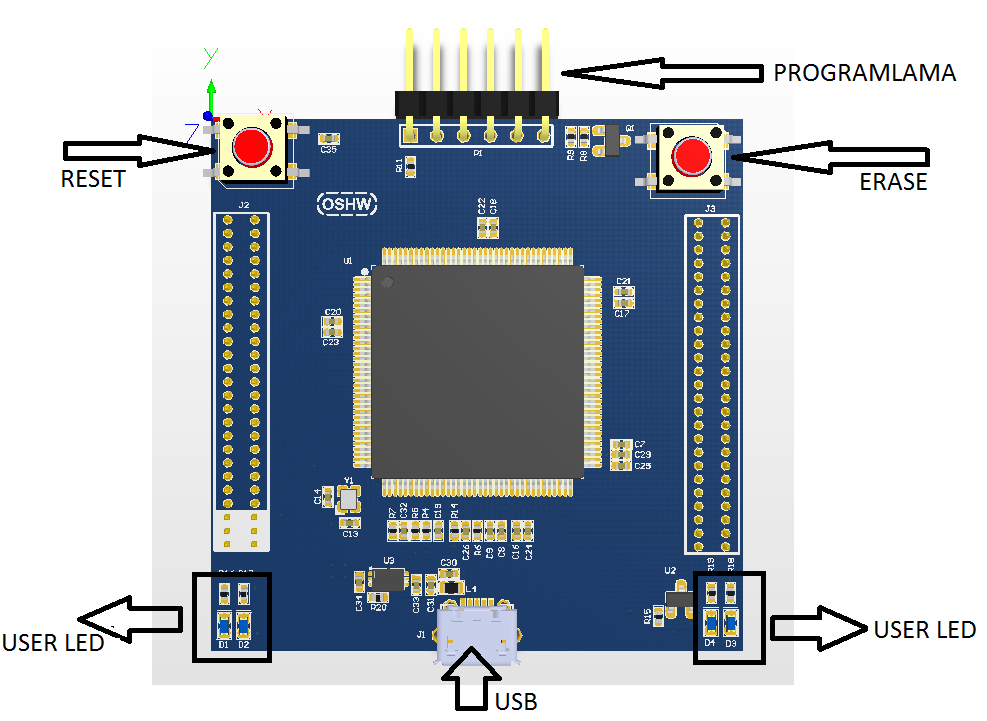 y
PROGRAMLAMA
Z
X
C35
P1
R11
R9
R8
Q1
RESET
ERASE
OSHW
J2
J3
C22
C18
U1
C21
C17
C20
C23
C7
C29
C25
Y1
C14
C13
R7
C32
R5
R4
C19
R14
C26
R6
C9
C8
C16
C24
U3
C30
C34
R20
C33
C31
L1
U2
R15
R19
R18
R16
R17
D1
D2
D4
D3
J1
USER LED
USER LED
USB